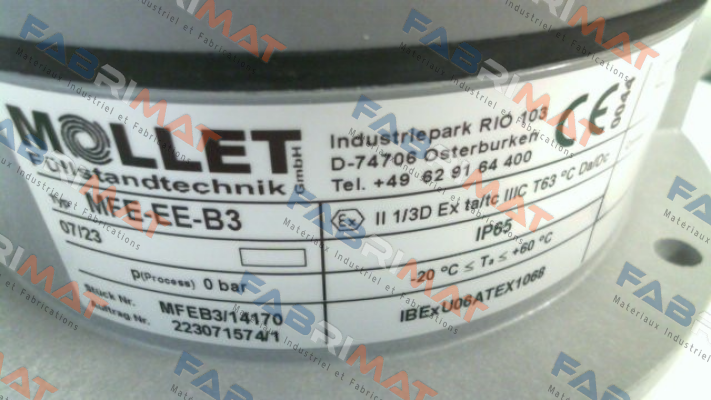 MOLLET
Füllstandtechnik GmbH
Industriepark RIO 103
D-74706 Osterburken
Tel. +49 62 91 64 400
CE
0044
Typ MFE-EE-B3
07/23
p(Process) 0 bar
Stück Nr. MFEB3/14170
Auftrag Nr. 223071574/1
Ex II 1/3D Ex ta/tc IIIC T63 °C Da/Dc
IP65
-20 °C ≤ Ta ≤ +60 °C
IBExU06ATEX1068
FABRIMAT
Matériaux Industriel et Fabrications